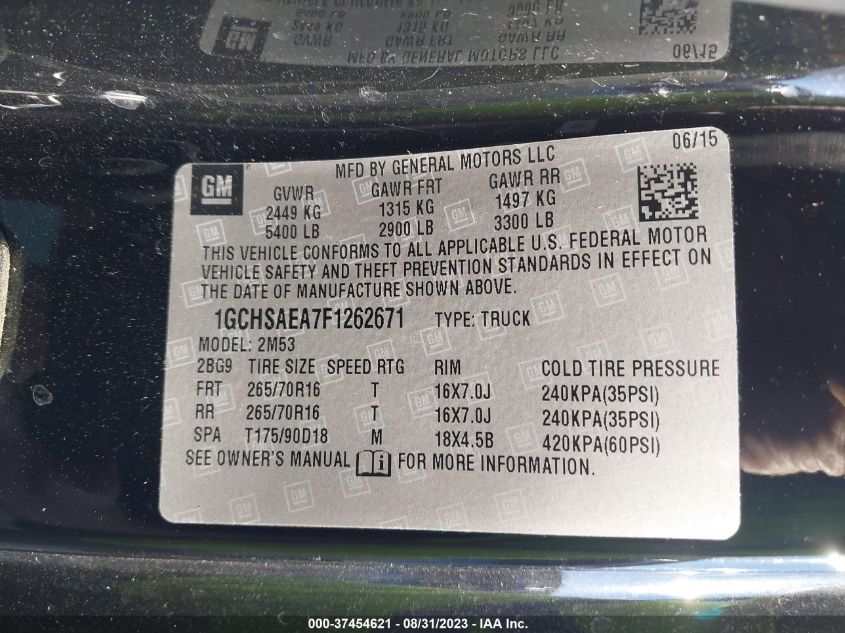 MFD BY GENERAL MOTORS LLC 06/15
GM
GVWR GAWR FRT GAWR RR
2449 KG 1315 KG 1497 KG
5400 LB 2900 LB 3300 LB
THIS VEHICLE CONFORMS TO ALL APPLICABLE U.S. FEDERAL MOTOR
VEHICLE SAFETY AND THEFT PREVENTION STANDARDS IN EFFECT ON
THE DATE OF MANUFACTURE SHOWN ABOVE.
1GCHSAEA7F1262671 TYPE: TRUCK
MODEL: 2M53
2BG9 TIRE SIZE SPEED RTG RIM COLD TIRE PRESSURE
FRT 265/70R16 T 16X7.0J 240KPA(35PSI)
RR 265/70R16 T 16X7.0J 240KPA(35PSI)
SPA T175/90D18 M 18X4.5B 420KPA(60PSI)
SEE OWNER'S MANUAL FOR MORE INFORMATION.
000-37454621 - 08/31/2023 - IAA Inc.